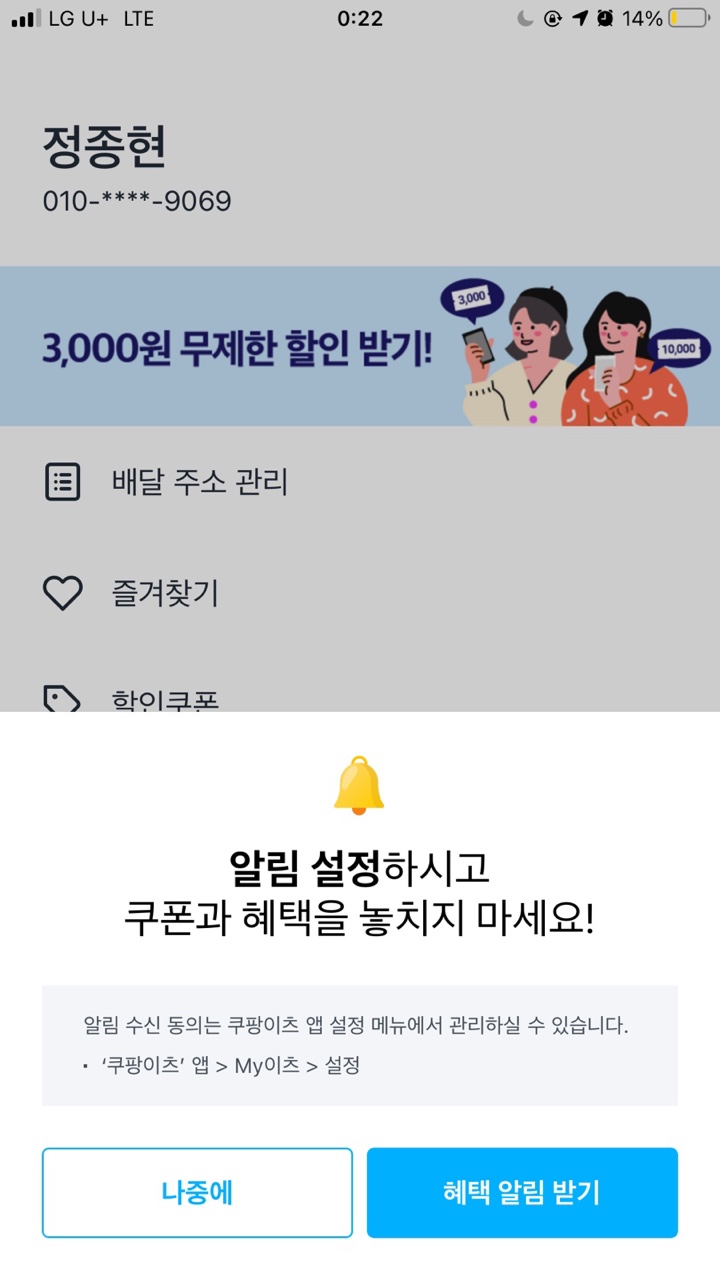 LG U+ LTE 0:22 14%
정종현
010-****-9069
3,000원 무제한 할인 받기!
3,000
10,000
배달 주소 관리
즐겨찾기
할인쿠폰
알림 설정하시고
쿠폰과 혜택을 놓치지 마세요!
알림 수신 동의는 쿠팡이츠 앱 설정 메뉴에서 관리하실 수 있습니다.
• ‘쿠팡이츠’ 앱 > My이츠 > 설정
나중에
혜택 알림 받기